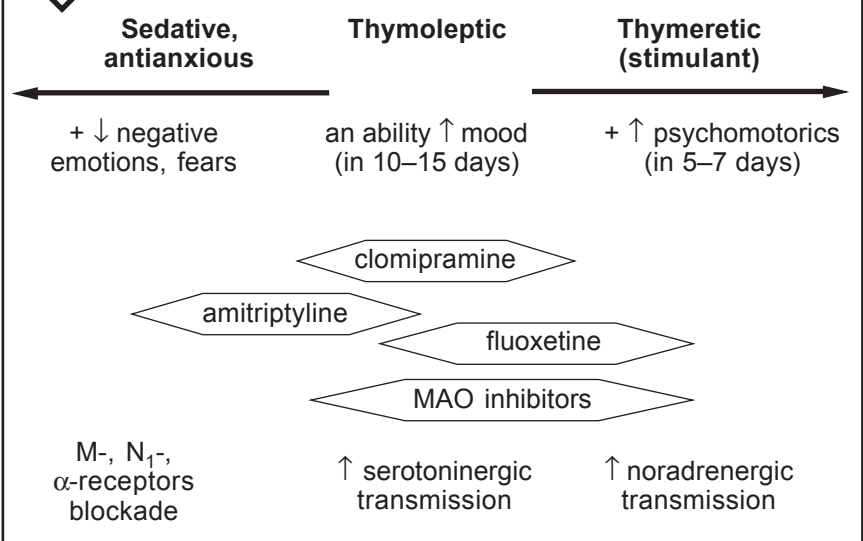 Sedative,
antianxious
Thymoleptic
Thymeretic
(stimulant)
+ ↓ negative
emotions, fears
an ability ↑ mood
(in 10–15 days)
+ ↑ psychomotorics
(in 5–7 days)
clomipramine
amitriptyline
fluoxetine
MAO inhibitors
M-, N₁-,
α-receptors
blockade
↑ serotoninergic
transmission
↑ noradrenergic
transmission